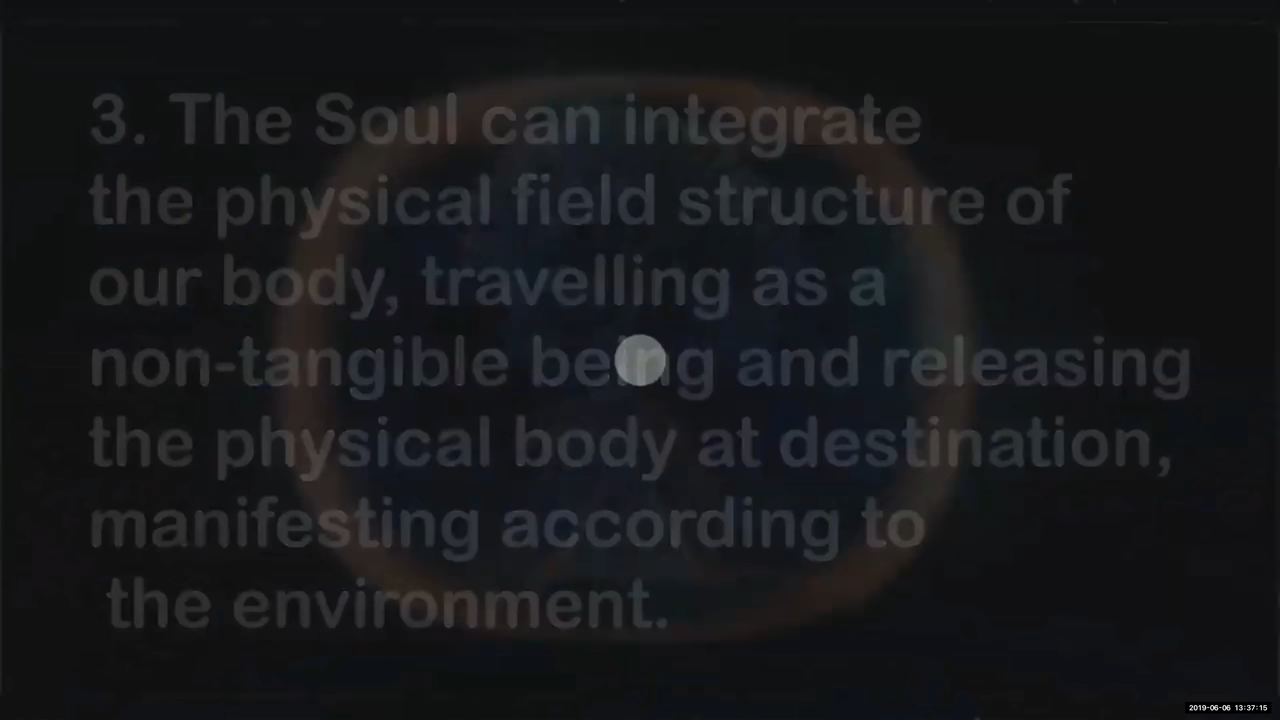 3. The Soul can integrate
the physical field structure of
our body, travelling as a
non-tangible being and releasing
the physical body at destination,
manifesting according to
the environment.
2019-06-06 13:37:15